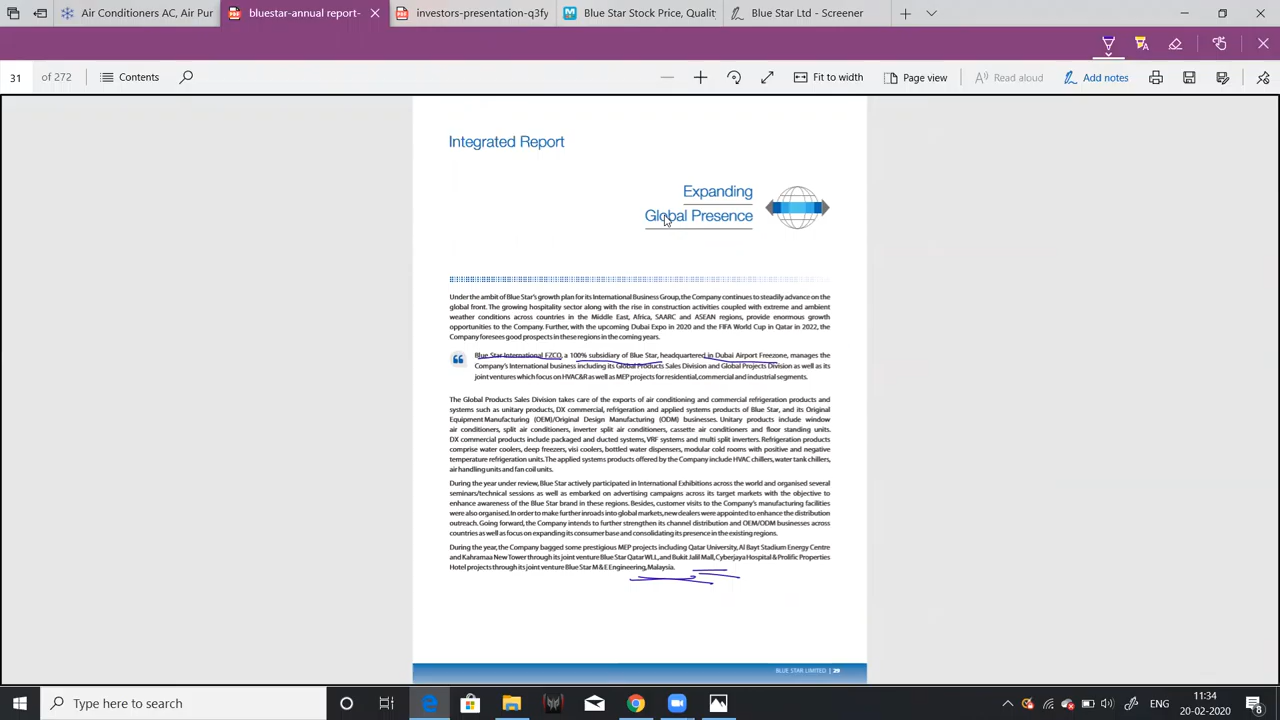 Air Conditioners AC, Air Pur
PDF
blustar-annual-report-
Investors
infopack.pdf
Blue Star Stock Price, Qualit
Blue Star Ltd - Screener
31
of 272
Contents
Fit to width
Page view
Read aloud
Add notes
Integrated Report
Expanding
Global Presence
Under the ambit of Blue Star's growth plan for its International Business Group, the Company continues to steadily advance on the
global front. The growing hospitality sector along with the rise in construction activities coupled with extreme and ambient
weather conditions across countries in the Middle East, Africa, SAARC and ASEAN regions, provide enormous growth
opportunities to the Company. Further, with the upcoming Dubai Expo in 2020 and the FIFA World Cup in Qatar in 2022, the
Company foresees good prospects in these regions in the coming years.
Blue Star International FZCO, a 100% subsidiary of Blue Star, headquartered in Dubai Airport Freezone, manages the
Company's International business including its Global Products Sales Division and Global Projects Division as well as its
joint ventures which focus on HVAC&R as well as MEP projects for residential, commercial and industrial segments.
The Global Products Sales Division takes care of the exports of air conditioning and commercial refrigeration products and
systems such as unitary products, DX commercial, refrigeration and applied systems products of Blue Star, and its Original
Equipment Manufacturing (OEM)/Original Design Manufacturing (ODM) businesses. Unitary products include window
air conditioners, split air conditioners, inverter split air conditioners, cassette air conditioners and floor standing units.
DX commercial products include packaged and ducted systems, VRF systems and multi split inverters. Refrigeration products
comprise water coolers, deep freezers, visi coolers, bottled water dispensers, modular cold rooms with positive and negative
temperature refrigeration units. The applied systems products offered by the Company include HVAC chillers, water tank chillers,
air handling units and fan coil units.
During the year under review, Blue Star actively participated in International Exhibitions across the world and organised several
seminars/technical sessions as well as embarked on advertising campaigns across its target markets with the objective to
enhance awareness of the Blue Star brand in these regions. Besides, customer visits to the Company's manufacturing facilities
were also organised. In order to make further inroads into global markets, new dealers were appointed to enhance the distribution
outreach. Going forward, the Company intends to further strengthen its channel distribution and OEM/ODM businesses across
countries as well as focus on expanding its consumer base and consolidating its presence in the existing regions.
During the year, the Company bagged some prestigious MEP projects including Qatar University, Al Bayt Stadium Energy Centre
and Kahramaa New Tower through its joint venture Blue Star Qatar WLL, and Bukit Jalil Mall, Cyberjaya Hospital & Prolific Properties
Hotel projects through its joint venture Blue Star M & E Engineering, Malaysia.
BLUE STAR LIMITED | 29
Type here to search
ENG
11:34
20-02-2020
8